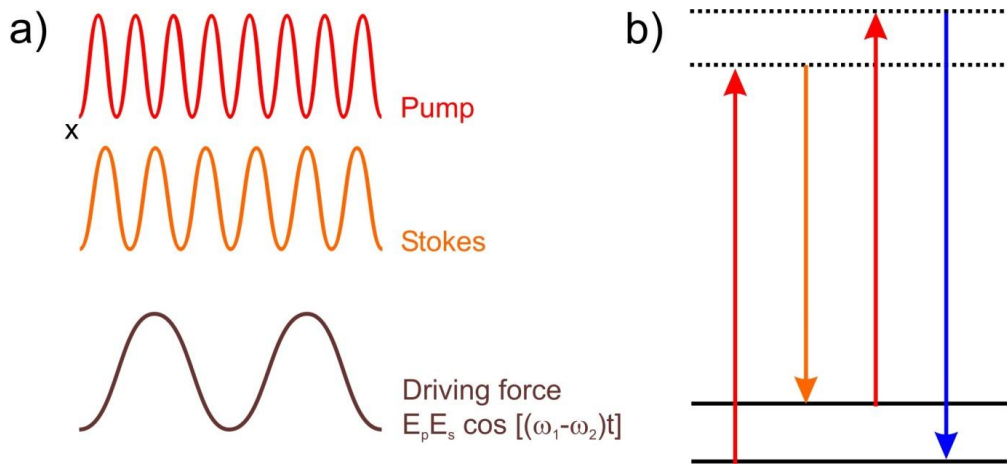 a)
Pump
x
Stokes
Driving force
EₚEₛ cos [(ω₁-ω₂)t]
b)